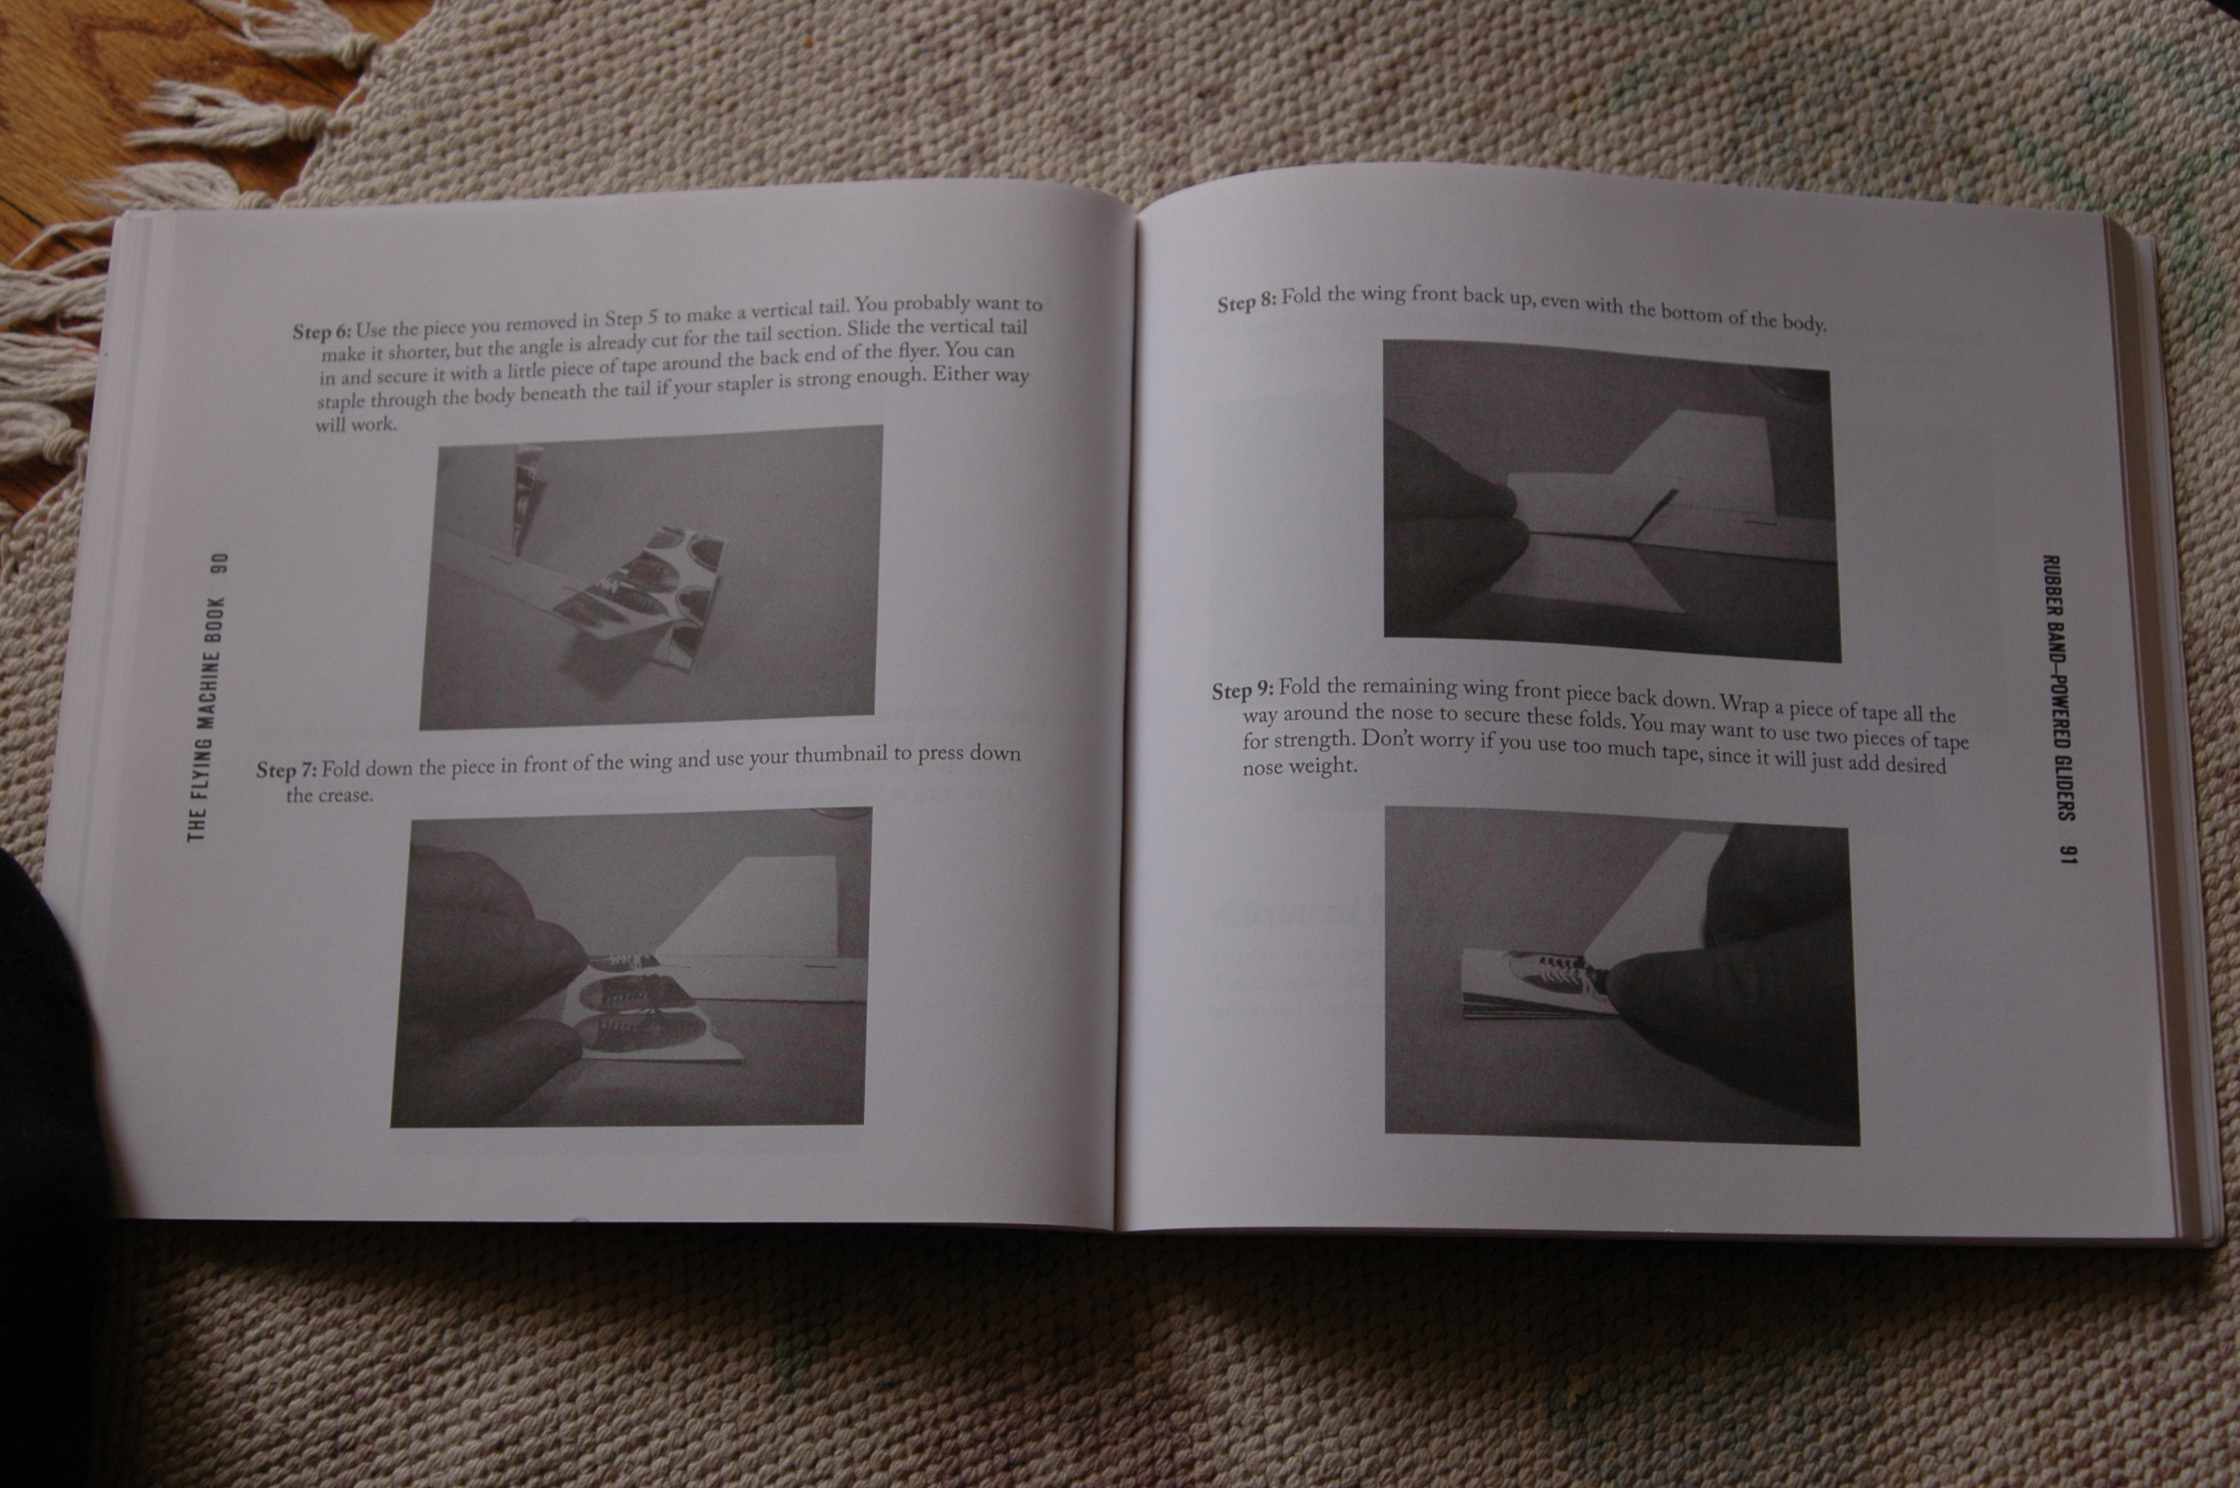 Step 6: Use the piece you removed in Step 5 to make a vertical tail. You probably want to
make it shorter, but the angle is already cut for the tail section. Slide the vertical tail
in and secure it with a little piece of tape around the back end of the flyer. You can
staple through the body beneath the tail if your stapler is strong enough. Either way
will work.
Step 7: Fold down the piece in front of the wing and use your thumbnail to press down
the crease.
THE FLYING MACHINE BOOK 90
Step 8: Fold the wing front back up, even with the bottom of the body.
Step 9: Fold the remaining wing front piece back down. Wrap a piece of tape all the
way around the nose to secure these folds. You may want to use two pieces of tape
for strength. Don't worry if you use too much tape, since it will just add desired
nose weight.
RUBBER BAND–POWERED GLIDERS 91